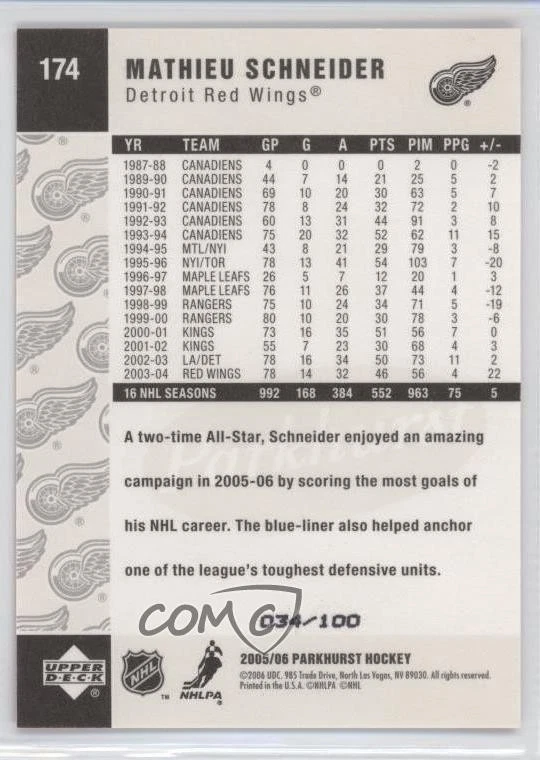 174
MATHIEU SCHNEIDER
Detroit Red Wings®
YR TEAM GP G A PTS PIM PPG +/-
1987-88 CANADIENS 4 0 0 0 2 0 -2
1989-90 CANADIENS 44 7 14 21 25 5 2
1990-91 CANADIENS 69 10 20 30 63 5 7
1991-92 CANADIENS 78 8 24 32 72 2 10
1992-93 CANADIENS 60 13 31 44 91 3 8
1993-94 CANADIENS 75 20 32 52 62 11 15
1994-95 MTL/NYI 43 8 21 29 79 3 -8
1995-96 NYI/TOR 78 13 41 54 103 7 -20
1996-97 MAPLE LEAFS 26 5 7 12 20 1 3
1997-98 MAPLE LEAFS 76 11 26 37 44 4 -12
1998-99 RANGERS 75 10 24 34 71 5 -19
1999-00 RANGERS 80 10 20 30 78 3 -6
2000-01 KINGS 73 16 35 51 56 7 0
2001-02 KINGS 55 7 23 30 68 4 3
2002-03 LA/DET 78 16 34 50 73 11 2
2003-04 RED WINGS 78 14 32 46 56 4 22
16 NHL SEASONS 992 168 384 552 963 75 5
Parkhurst
A two-time All-Star, Schneider enjoyed an amazing
campaign in 2005-06 by scoring the most goals of
his NHL career. The blue-liner also helped anchor
one of the league's toughest defensive units.
COMC
034/100
UPPER DECK®
NHL™
NHLPA®
2005/06 PARKHURST HOCKEY
©2006 UDC, 985 Trade Drive, North Las Vegas, NV 89030. All rights reserved.
Printed in the U.S.A. ©NHLPA ©NHL